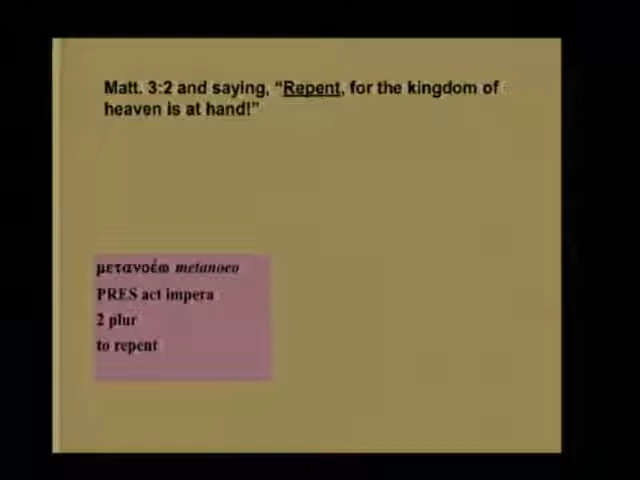 Matt. 3:2 and saying, “Repent, for the kingdom of
heaven is at hand!”
μετανοέω metanoeo
PRES act impera
2 plur
to repent